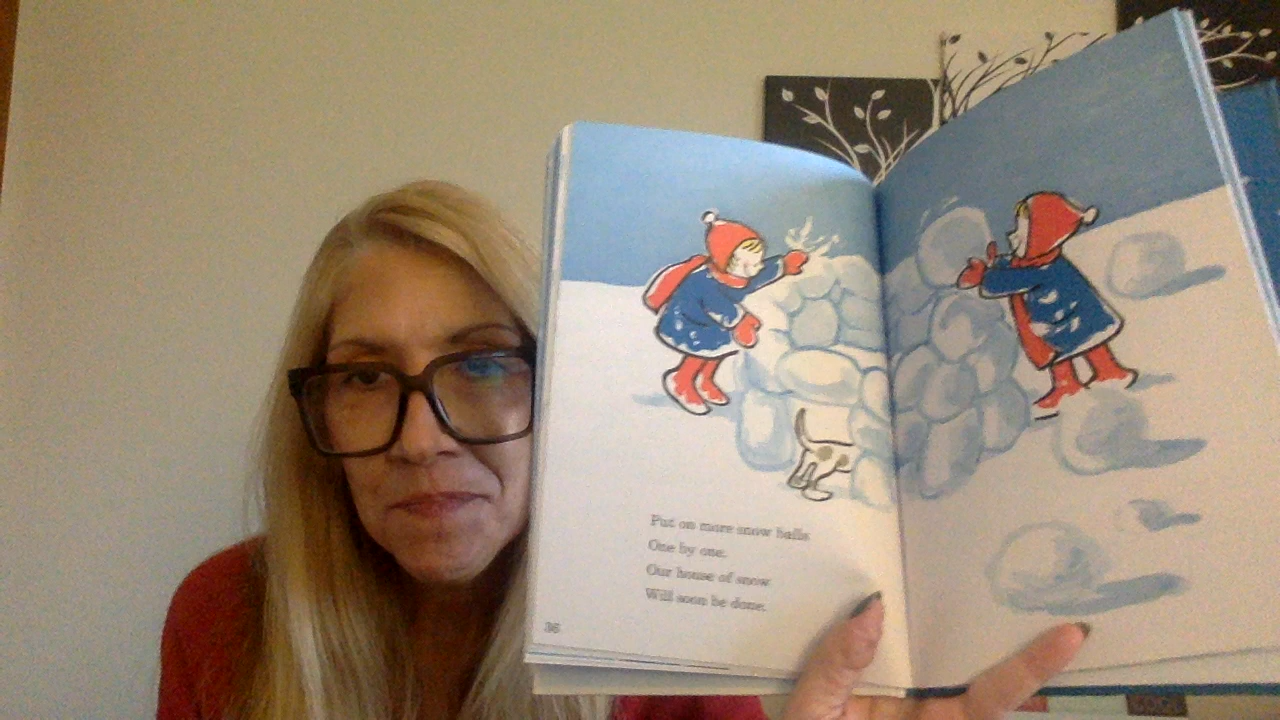 Put on more snow balls
One by one.
Our house of snow
Will soon be done.
36